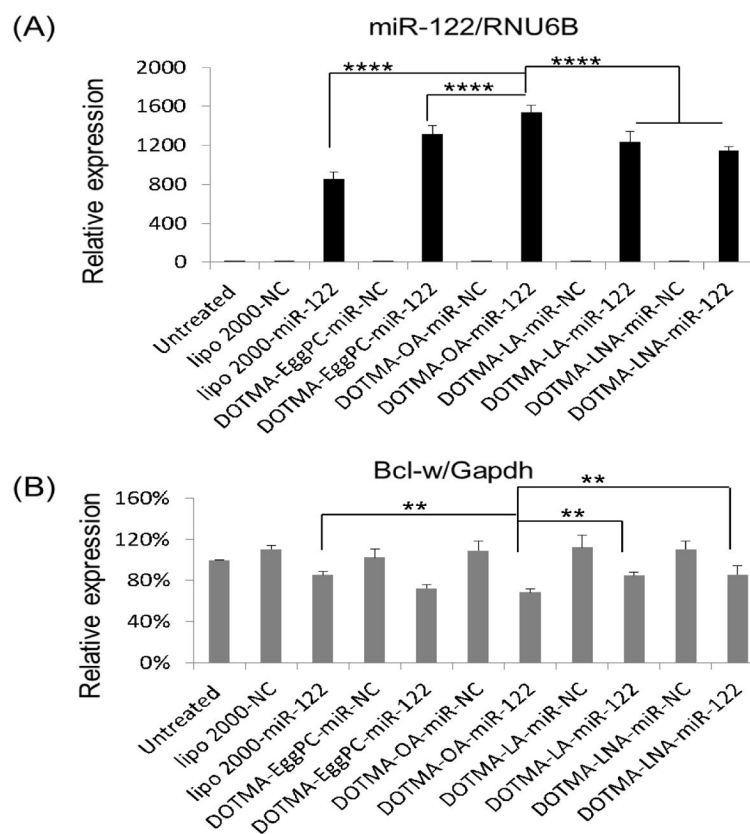 (A)
miR-122/RNU6B
Relative expression
2000
1600
1200
800
400
0
****
****
****
Untreated
lipo 2000-NC
lipo 2000-miR-122
DOTMA-EggPC-miR-NC
DOTMA-EggPC-miR-122
DOTMA-OA-miR-NC
DOTMA-OA-miR-122
DOTMA-LA-miR-NC
DOTMA-LA-miR-122
DOTMA-LNA-miR-NC
DOTMA-LNA-miR-122
(B)
Bcl-w/Gapdh
Relative expression
160%
120%
80%
40%
0%
**
**
**
Untreated
lipo 2000-NC
lipo 2000-miR-122
DOTMA-EggPC-miR-NC
DOTMA-EggPC-miR-122
DOTMA-OA-miR-NC
DOTMA-OA-miR-122
DOTMA-LA-miR-NC
DOTMA-LA-miR-122
DOTMA-LNA-miR-NC
DOTMA-LNA-miR-122